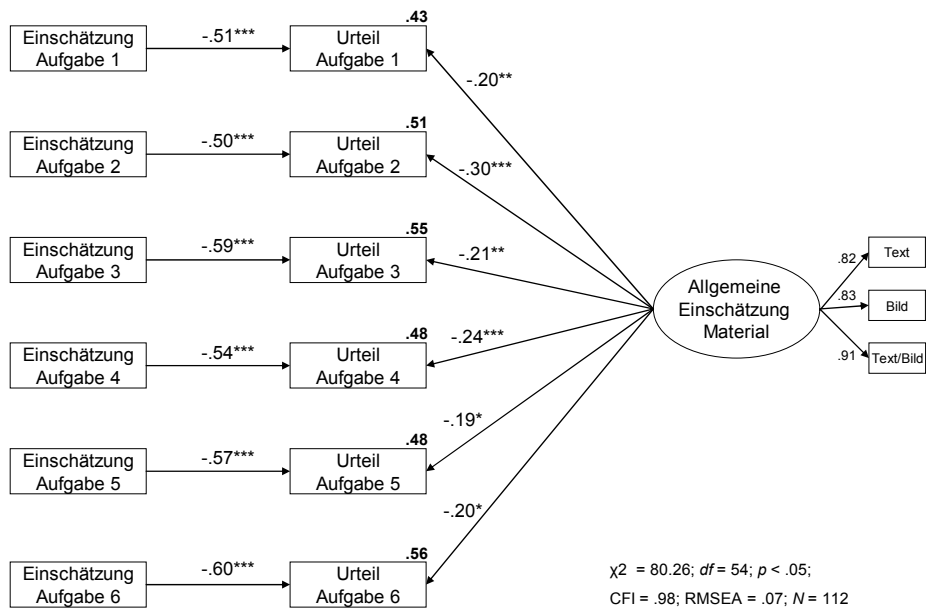 .43
Einschätzung
Aufgabe 1
-.51***
Urteil
Aufgabe 1
-.20**
.51
Einschätzung
Aufgabe 2
-.50***
Urteil
Aufgabe 2
-.30***
.55
Einschätzung
Aufgabe 3
-.59***
Urteil
Aufgabe 3
-.21**
.48
Einschätzung
Aufgabe 4
-.54***
Urteil
Aufgabe 4
-.24***
.48
Einschätzung
Aufgabe 5
-.57***
Urteil
Aufgabe 5
-.19*
.56
Einschätzung
Aufgabe 6
-.60***
Urteil
Aufgabe 6
-.20*
Allgemeine
Einschätzung
Material
.82
Text
.83
Bild
.91
Text/Bild
χ2 = 80.26; df = 54; p < .05;
CFI = .98; RMSEA = .07; N = 112